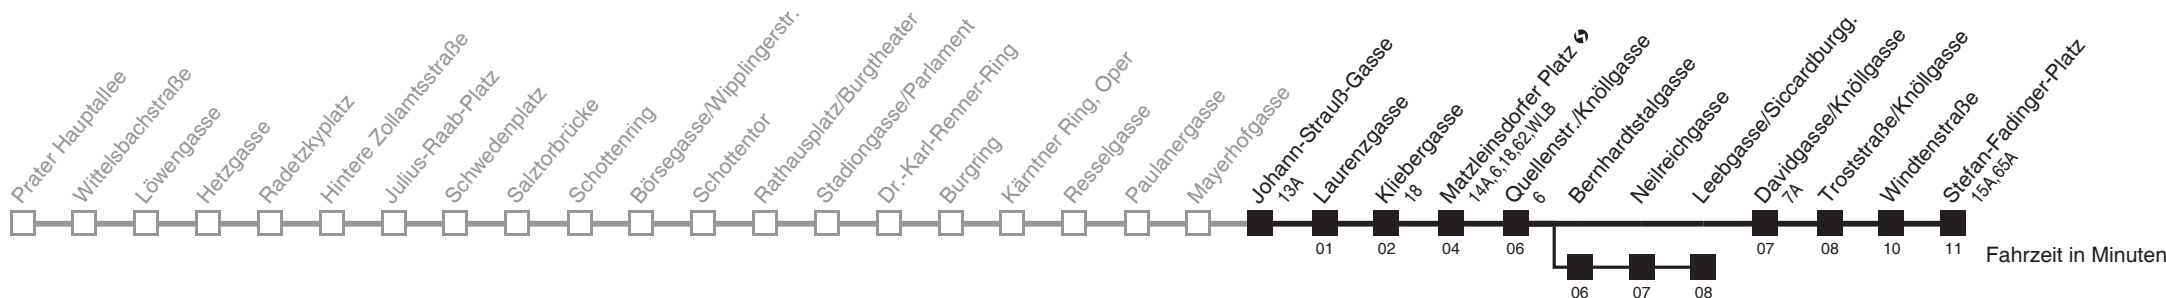 Prater Hauptallee
Wittelsbachstraße
Löwengasse
Hetzgasse
Radetzkyplatz
Hintere Zollamtsstraße
Julius-Raab-Platz
Schwedenplatz
Salztorbrücke
Schottenring
Börsegasse/Wipplingerstr.
Schottentor
Rathausplatz/Burgtheater
Stadiongasse/Parlament
Dr.-Karl-Renner-Ring
Burgring
Kärntner Ring, Oper
Resselgasse
Paulanergasse
Mayerhofgasse
Johann-Strauß-Gasse
13A
Laurenzgasse
Kliebergasse
18
Matzleinsdorfer Platz
14A,6,18,62,WLB
Quellenstr./Knöllgasse
6
Bernhardtstalgasse
Neilreichgasse
Leebgasse/Siccardburgg.
Davidgasse/Knöllgasse
7A
Troststraße/Knöllgasse
Windtenstraße
Stefan-Fadinger-Platz
15A,65A
01 02 04 06 07 08 10 11
Fahrzeit in Minuten
06 07 08